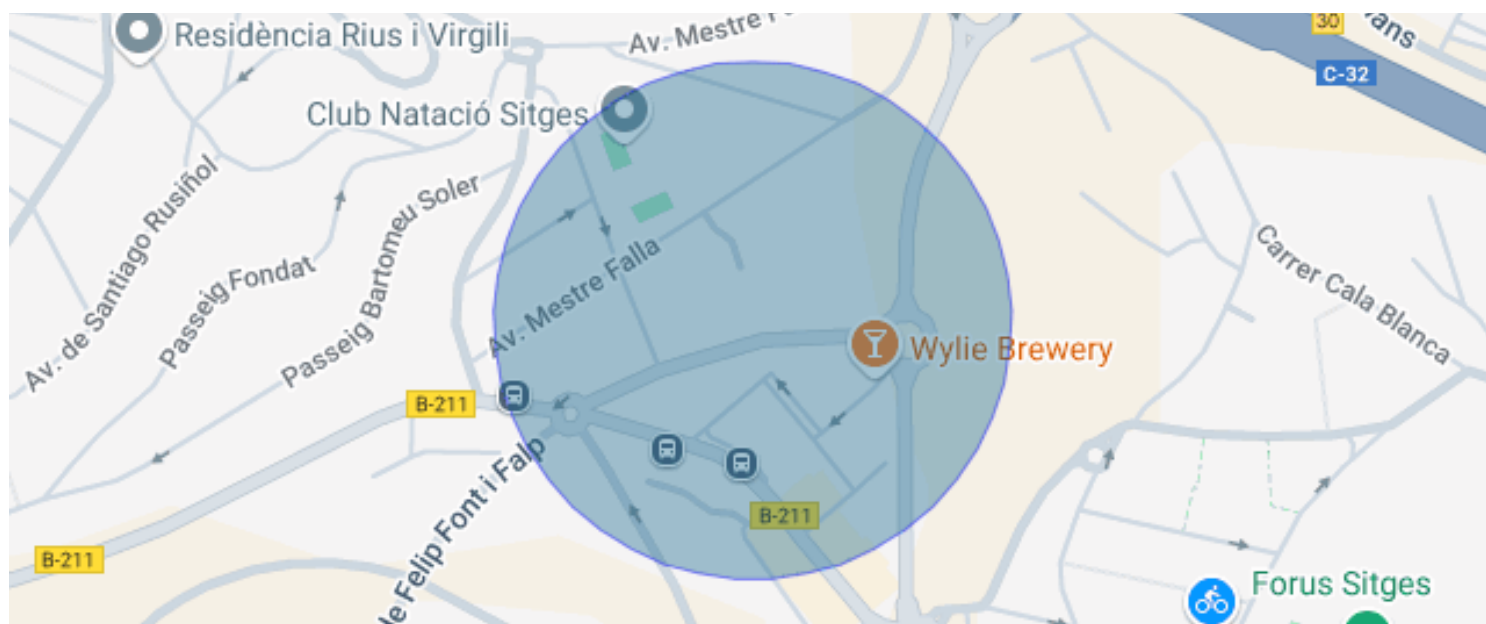 Residència Rius i Virgili
Av. Mestre
30
C-32
Club Natació Sitges
Av. de Santiago Rusiñol
Passeig Fondat
Passeig Bartomeu Soler
Av. Mestre Falla
Carrer Cala Blanca
Wylie Brewery
B-211
de Felip Font i Falp
B-211
B-211
Forus Sitges